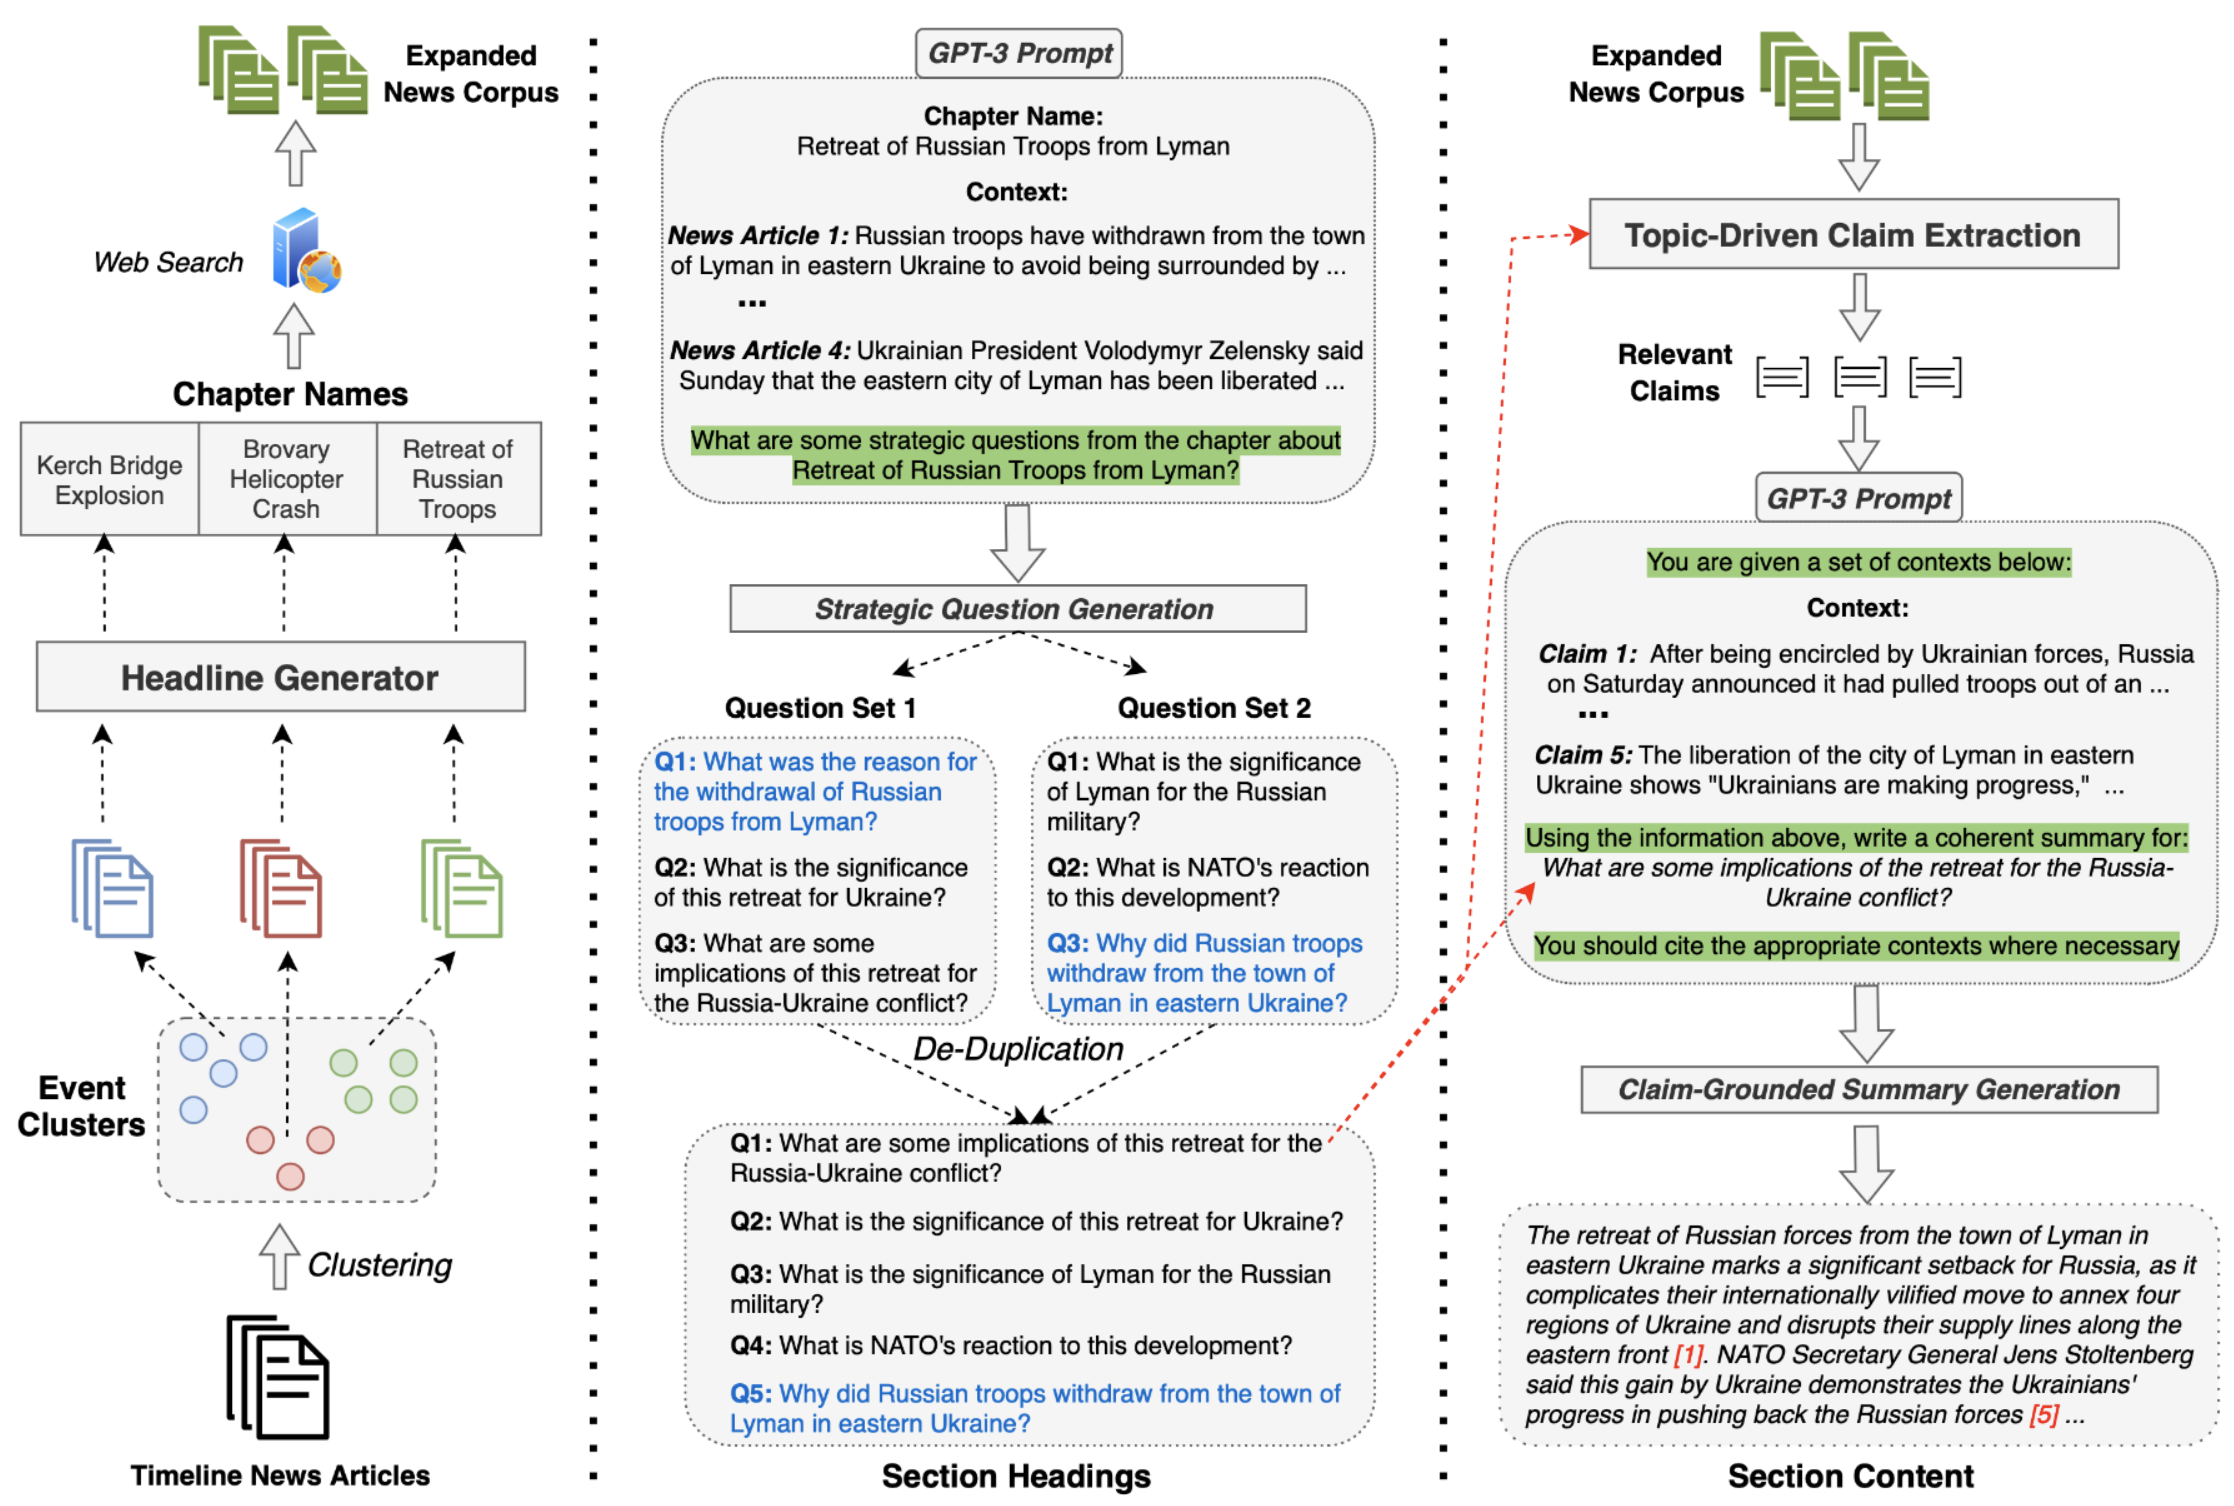 Expanded
News Corpus
Web Search
Chapter Names
Kerch Bridge
Explosion
Brovary
Helicopter
Crash
Retreat of
Russian
Troops
Headline Generator
Event
Clusters
Clustering
Timeline News Articles
GPT-3 Prompt
Chapter Name:
Retreat of Russian Troops from Lyman
Context:
News Article 1: Russian troops have withdrawn from the town
of Lyman in eastern Ukraine to avoid being surrounded by ...
...
News Article 4: Ukrainian President Volodymyr Zelensky said
Sunday that the eastern city of Lyman has been liberated ...
What are some strategic questions from the chapter about
Retreat of Russian Troops from Lyman?
Strategic Question Generation
Question Set 1
Q1: What was the reason for
the withdrawal of Russian
troops from Lyman?
Q2: What is the significance
of this retreat for Ukraine?
Q3: What are some
implications of this retreat for
the Russia-Ukraine conflict?
Question Set 2
Q1: What is the significance
of Lyman for the Russian
military?
Q2: What is NATO's reaction
to this development?
Q3: Why did Russian troops
withdraw from the town of
Lyman in eastern Ukraine?
De-Duplication
Q1: What are some implications of this retreat for the
Russia-Ukraine conflict?
Q2: What is the significance of this retreat for Ukraine?
Q3: What is the significance of Lyman for the Russian
military?
Q4: What is NATO's reaction to this development?
Q5: Why did Russian troops withdraw from the town of
Lyman in eastern Ukraine?
Section Headings
Expanded
News Corpus
Topic-Driven Claim Extraction
Relevant
Claims
GPT-3 Prompt
You are given a set of contexts below:
Context:
Claim 1: After being encircled by Ukrainian forces, Russia
on Saturday announced it had pulled troops out of an ...
...
Claim 5: The liberation of the city of Lyman in eastern
Ukraine shows "Ukrainians are making progress," ...
Using the information above, write a coherent summary for:
What are some implications of the retreat for the Russia-
Ukraine conflict?
You should cite the appropriate contexts where necessary
Claim-Grounded Summary Generation
The retreat of Russian forces from the town of Lyman in
eastern Ukraine marks a significant setback for Russia, as it
complicates their internationally vilified move to annex four
regions of Ukraine and disrupts their supply lines along the
eastern front [1]. NATO Secretary General Jens Stoltenberg
said this gain by Ukraine demonstrates the Ukrainians'
progress in pushing back the Russian forces [5] ...
Section Content